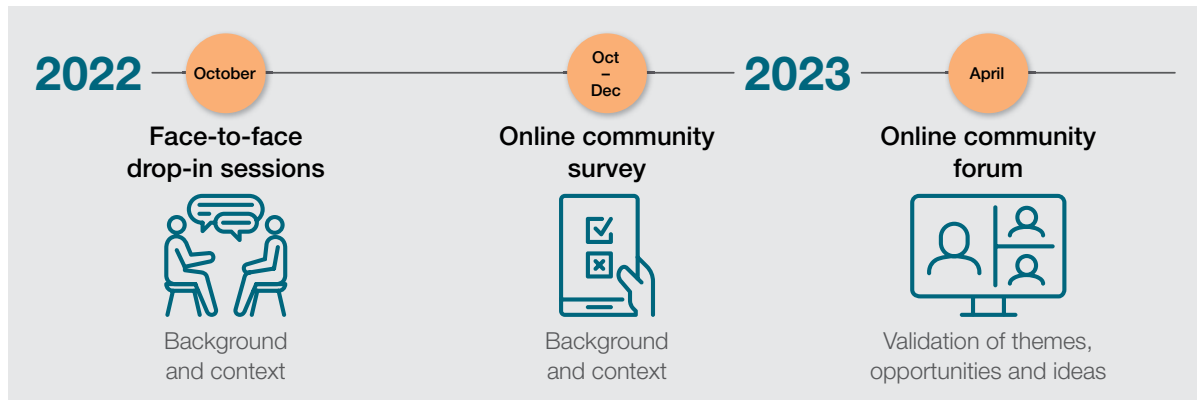 2022
October
Oct
–
Dec
2023
April
Face-to-face
drop-in sessions
Background
and context
Online community
survey
Background
and context
Online community
forum
Validation of themes,
opportunities and ideas